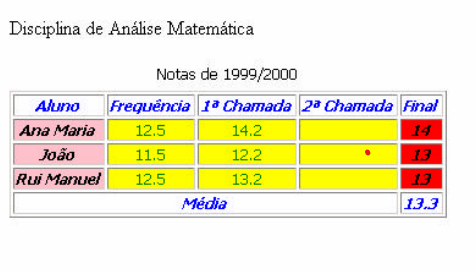 Disciplina de Análise Matemática
Notas de 1999/2000
Aluno Frequência 1ª Chamada 2ª Chamada Final
Ana Maria 12.5 14.2 14
João 11.5 12.2 13
Rui Manuel 12.5 13.2 13
Média 13.3